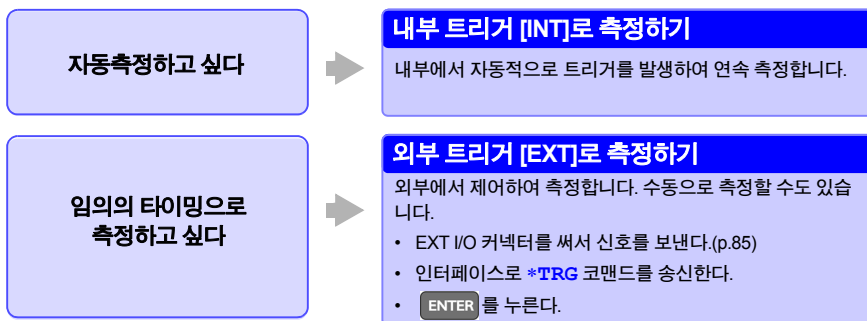 자동측정하고 싶다
내부 트리거 [INT]로 측정하기
내부에서 자동적으로 트리거를 발생하여 연속 측정합니다.
임의의 타이밍으로
측정하고 싶다
외부 트리거 [EXT]로 측정하기
외부에서 제어하여 측정합니다. 수동으로 측정할 수도 있습
니다.
• EXT I/O 커넥터를 써서 신호를 보낸다.(p.85)
• 인터페이스로 *TRG 코맨드를 송신한다.
• ENTER 를 누른다.